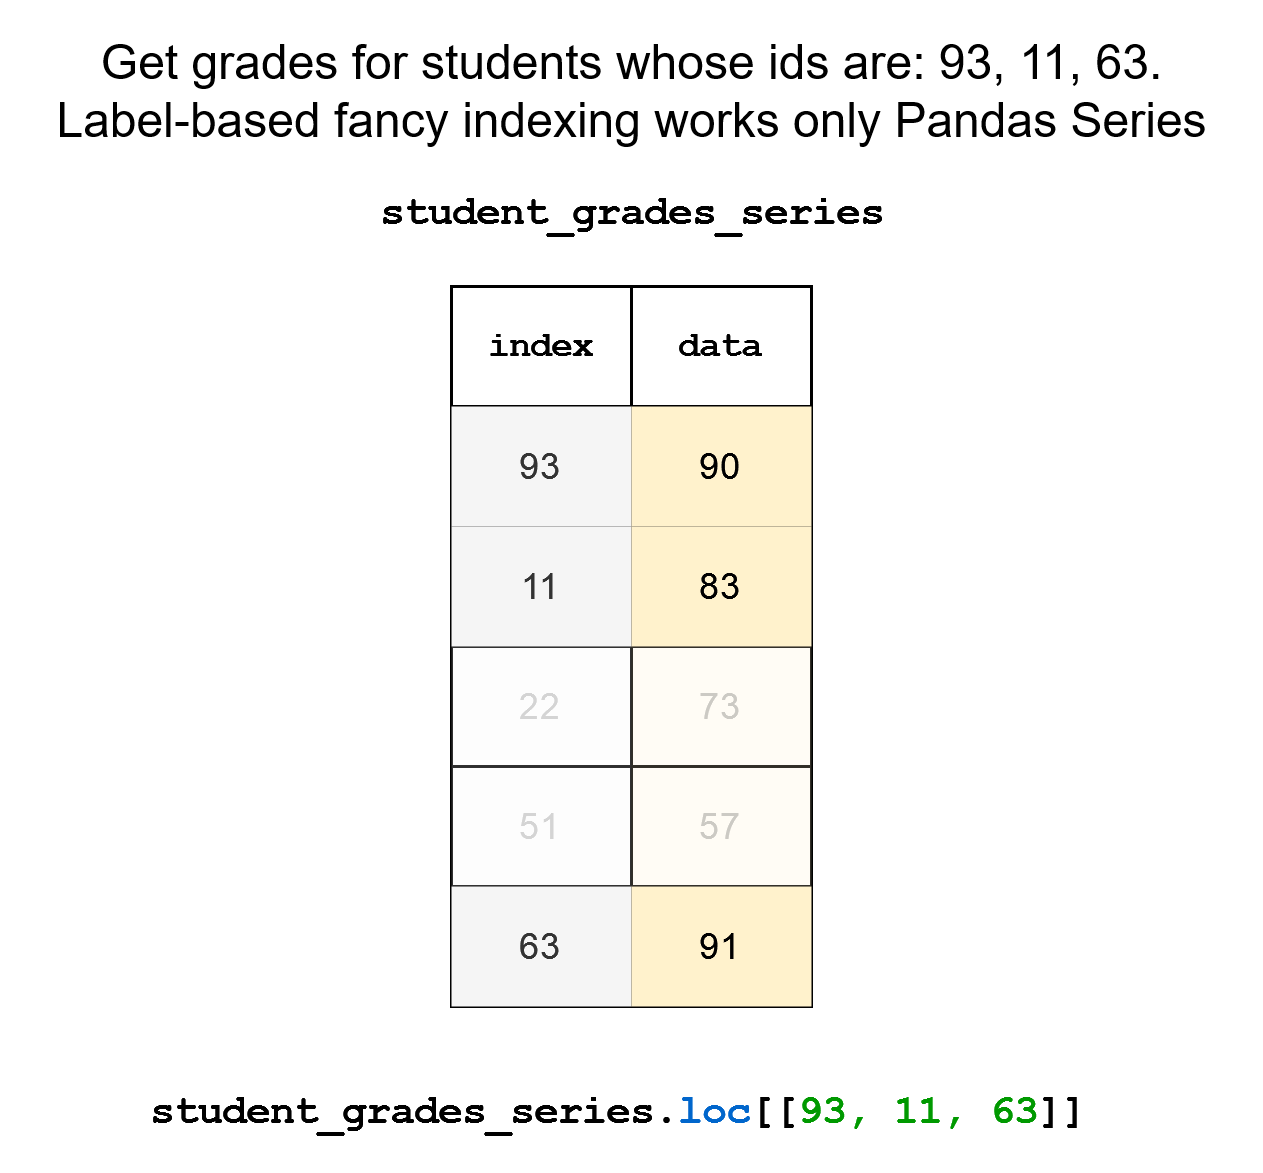 Get grades for students whose ids are: 93, 11, 63.
Label-based fancy indexing works only Pandas Series
student_grades_series
index data
93 90
11 83
22 73
51 57
63 91
student_grades_series.loc[[93, 11, 63]]